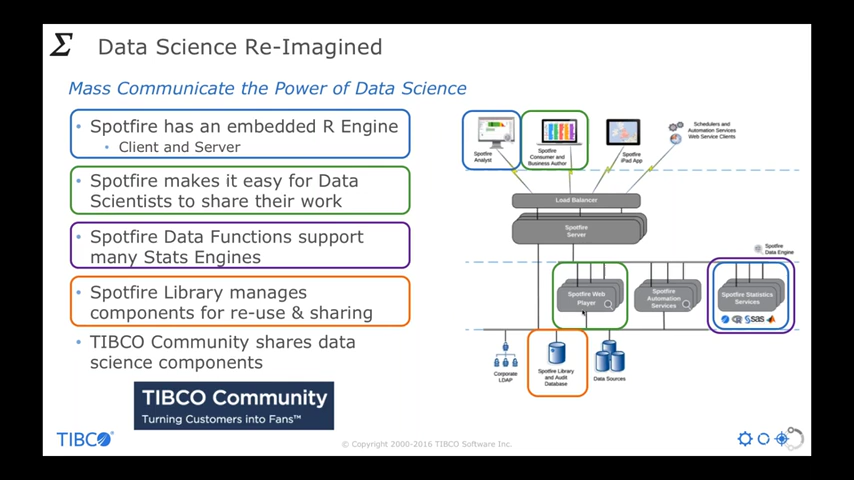 Σ Data Science Re-Imagined
Mass Communicate the Power of Data Science
• Spotfire has an embedded R Engine
• Client and Server
• Spotfire makes it easy for Data
Scientists to share their work
• Spotfire Data Functions support
many Stats Engines
• Spotfire Library manages
components for re-use & sharing
• TIBCO Community shares data
science components
TIBCO Community
Turning Customers into Fans™
Spotfire
Analyst
Spotfire
Consumer and
Business Author
Spotfire
iPad App
Schedulers and
Automation Services
Web Service Clients
Load Balancer
Spotfire
Server
Spotfire
Data Engine
Spotfire Web
Player
Spotfire
Automation
Services
Spotfire Statistics
Services
R
sas
Corporate
LDAP
Spotfire Library
and Audit
Database
Data Sources
TIBCO
© Copyright 2000-2016 TIBCO Software Inc.